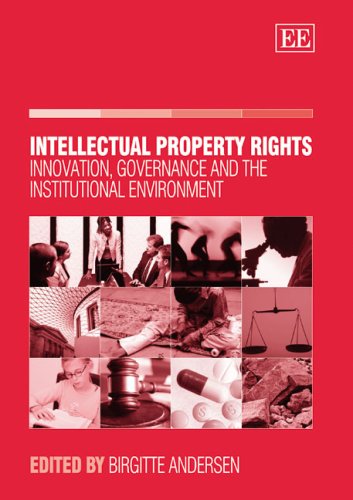 EE
INTELLECTUAL PROPERTY RIGHTS
INNOVATION, GOVERNANCE AND THE
INSTITUTIONAL ENVIRONMENT
EDITED BY BIRGITTE ANDERSEN